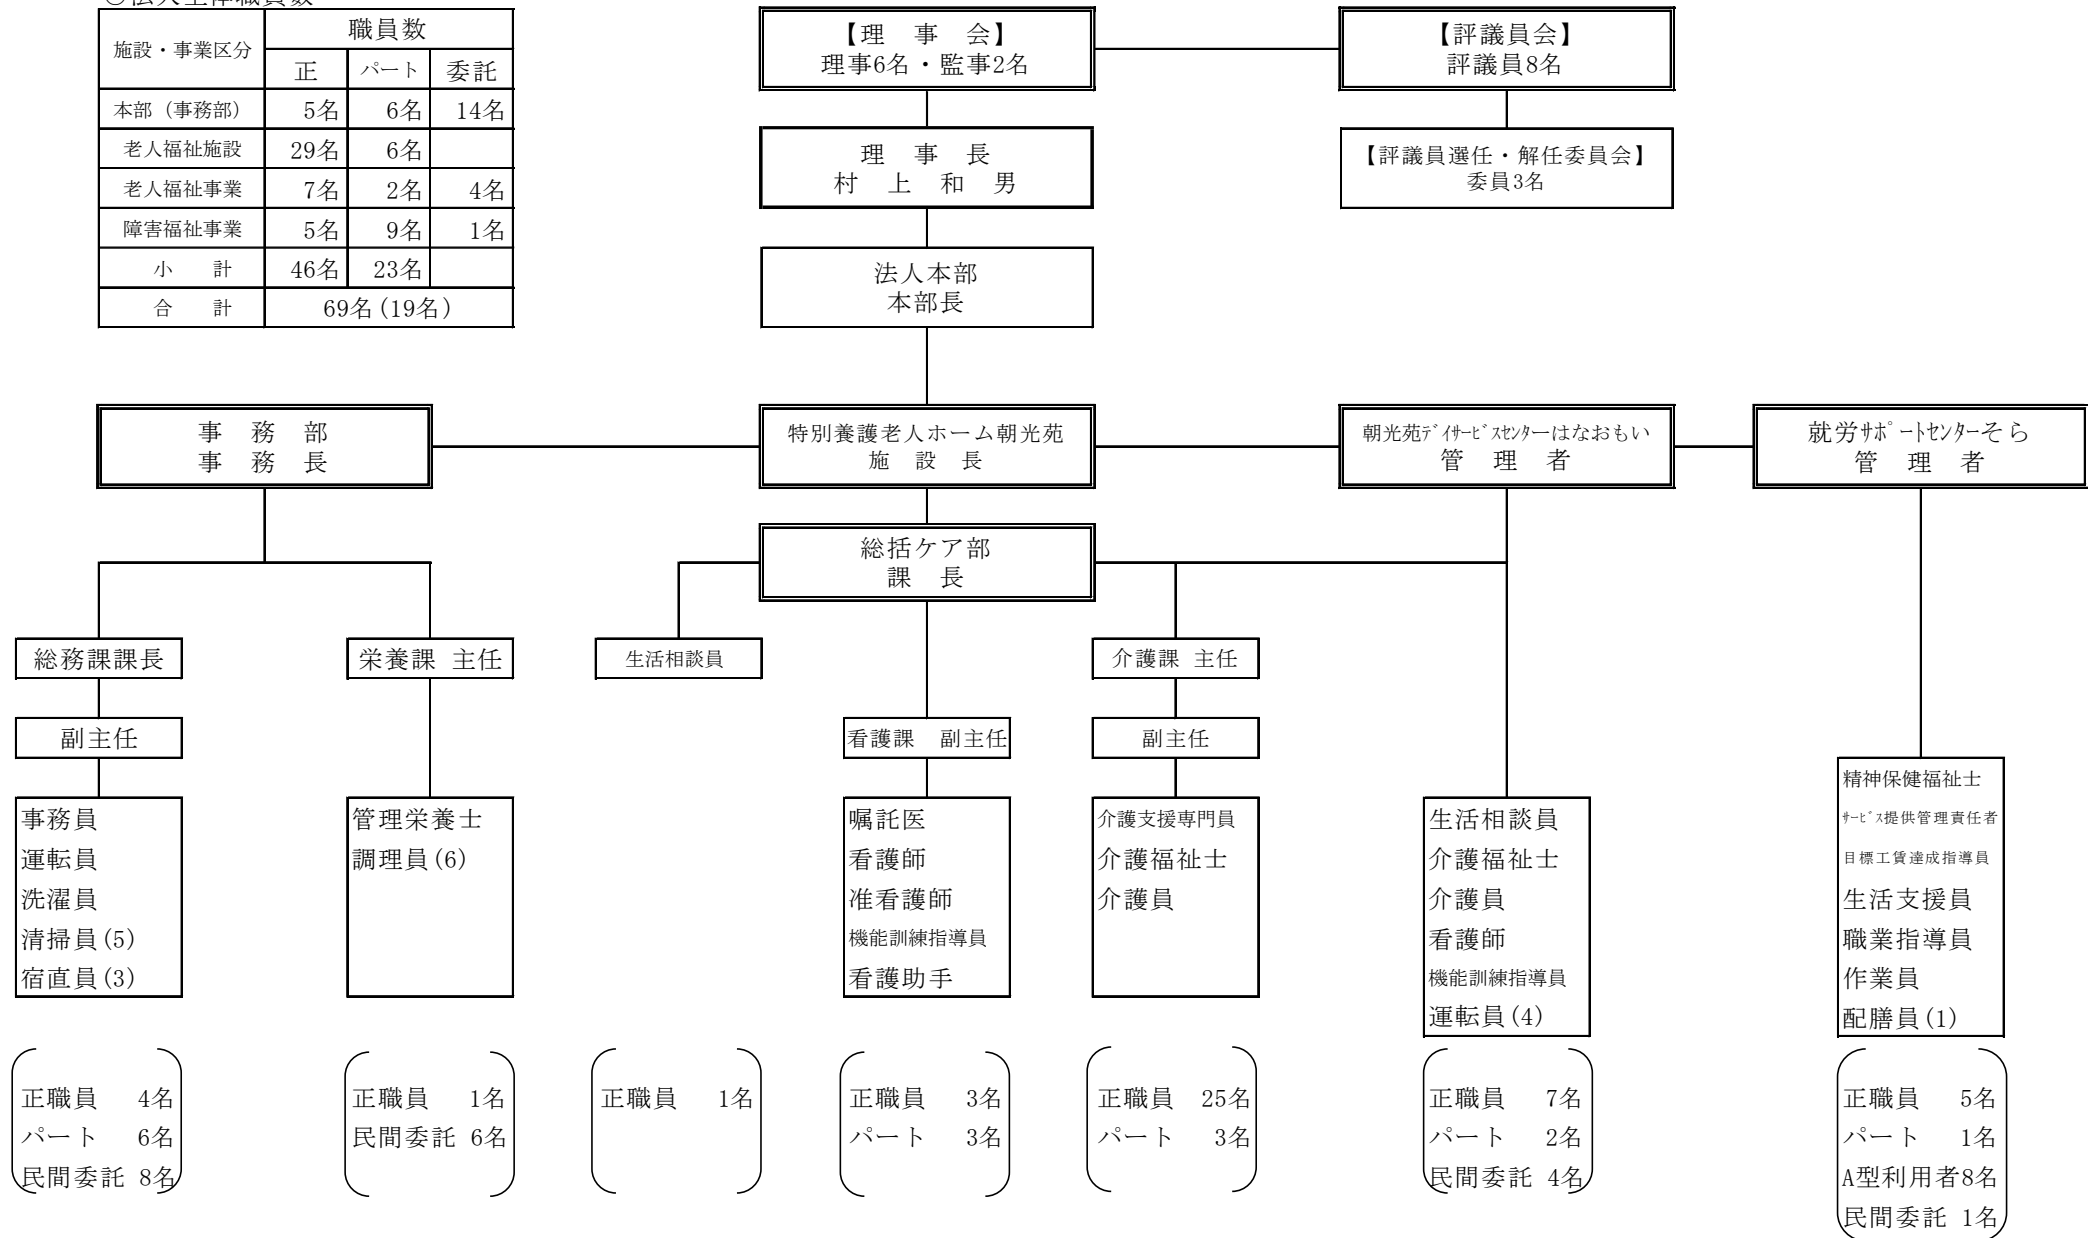 ○法人全体職員数
施設・事業区分
職員数
正 パート 委託
本部（事務部） 5名 6名 14名
老人福祉施設 29名 6名
老人福祉事業 7名 2名 4名
障害福祉事業 5名 9名 1名
小　計 46名 23名
合　計 69名(19名)
【理　事　会】
理事6名・監事2名
【評議員会】
評議員8名
理　事　長
村　上　和　男
【評議員選任・解任委員会】
委員3名
法人本部
本部長
事　務　部
事　務　長
特別養護老人ホーム朝光苑
施　設　長
朝光苑ﾃﾞｲｻｰﾋﾞｽｾﾝﾀｰはなおもい
管　理　者
就労ｻﾎﾟｰﾄｾﾝﾀｰそら
管　理　者
総括ケア部
課　長
総務課課長
栄養課 主任
生活相談員
介護課 主任
副主任
看護課　副主任
副主任
事務員
運転員
洗濯員
清掃員(5)
宿直員(3)
管理栄養士
調理員(6)
嘱託医
看護師
准看護師
機能訓練指導員
看護助手
介護支援専門員
介護福祉士
介護員
生活相談員
介護福祉士
介護員
看護師
機能訓練指導員
運転員(4)
精神保健福祉士
ｻｰﾋﾞｽ提供管理責任者
目標工賃達成指導員
生活支援員
職業指導員
作業員
配膳員(1)
正職員　4名
パート　6名
民間委託 8名
正職員　1名
民間委託 6名
正職員　1名
正職員　3名
パート　3名
正職員　25名
パート　3名
正職員　7名
パート　2名
民間委託 4名
正職員　5名
パート　1名
A型利用者8名
民間委託 1名